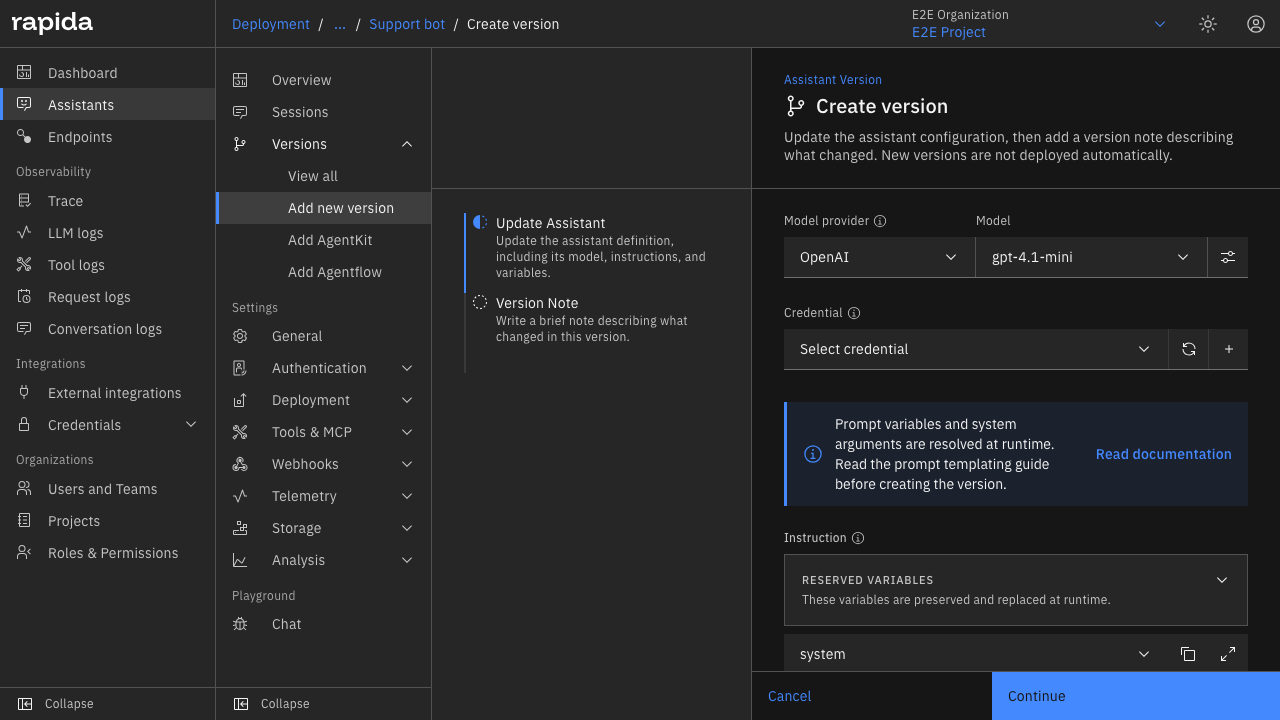 rapida
Dashboard
Assistants
Endpoints
Observability
Trace
LLM logs
Tool logs
Request logs
Conversation logs
Integrations
External integrations
Credentials
Organizations
Users and Teams
Projects
Roles & Permissions
Collapse
Deployment / ... / Support bot / Create version
E2E Organization
E2E Project
Overview
Sessions
Versions
View all
Add new version
Add AgentKit
Add Agentflow
Settings
General
Authentication
Deployment
Tools & MCP
Webhooks
Telemetry
Storage
Analysis
Playground
Chat
Collapse
Update Assistant
Update the assistant definition,
including its model, instructions, and
variables.
Version Note
Write a brief note describing what
changed in this version.
Assistant Version
Create version
Update the assistant configuration, then add a version note describing
what changed. New versions are not deployed automatically.
Model provider Model
OpenAI gpt-4.1-mini
Credential
Select credential
Prompt variables and system
arguments are resolved at runtime.
Read the prompt templating guide
before creating the version.
Read documentation
Instruction
RESERVED VARIABLES
These variables are preserved and replaced at runtime.
system
Cancel Continue